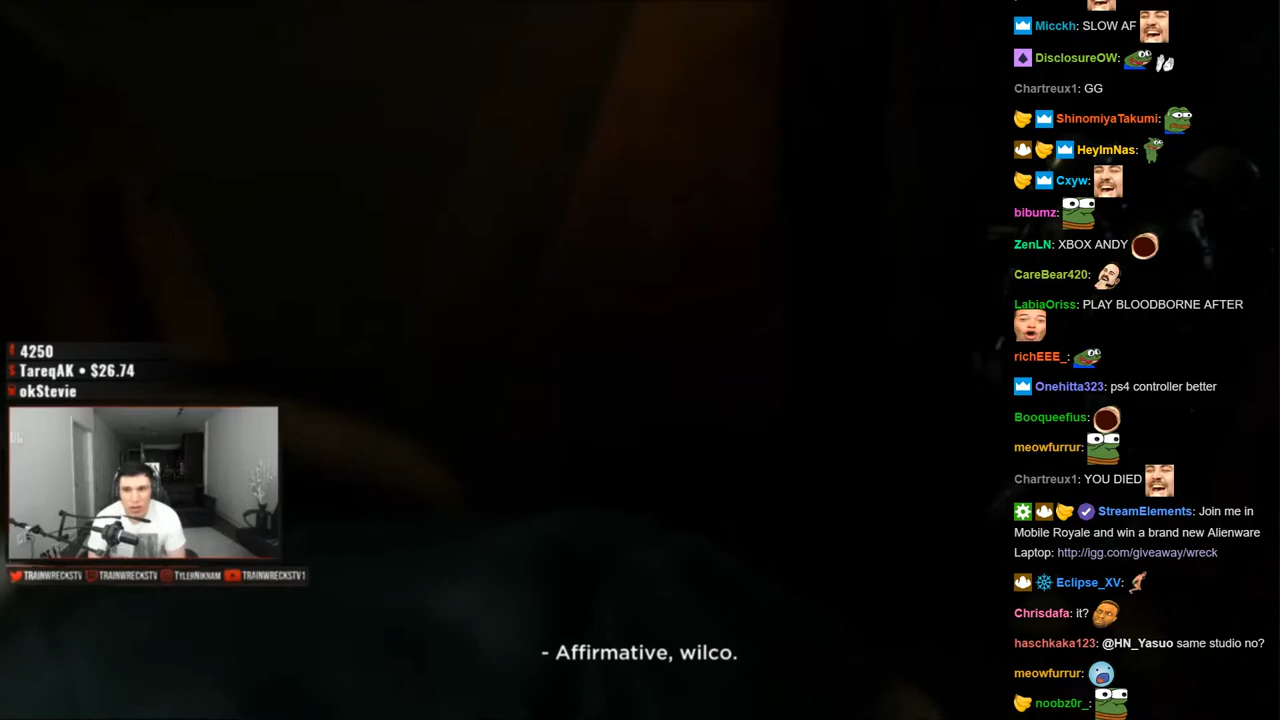 Micckh: SLOW AF
DisclosureOW:
Chartreux1: GG
ShinomiyaTakumi:
HeyImNas:
Cxyw:
bibumz:
ZenLN: XBOX ANDY
CareBear420:
LabiaOriss: PLAY BLOODBORNE AFTER
richEEE_:
Onehitta323: ps4 controller better
Booqueefius:
meowfurrur:
Chartreux1: YOU DIED
StreamElements: Join me in
Mobile Royale and win a brand new Alienware
Laptop: http://igg.com/giveaway/wreck
Eclipse_XV:
Chrisdafa: it?
haschkaka123: @HN_Yasuo same studio no?
meowfurrur:
noobz0r_:
4250
TareqAK • $26.74
okStevie
TRAINWRECKSTV TRAINWRECKSTV TYLERNIKNAM TRAINWRECKSTV1
- Affirmative, wilco.